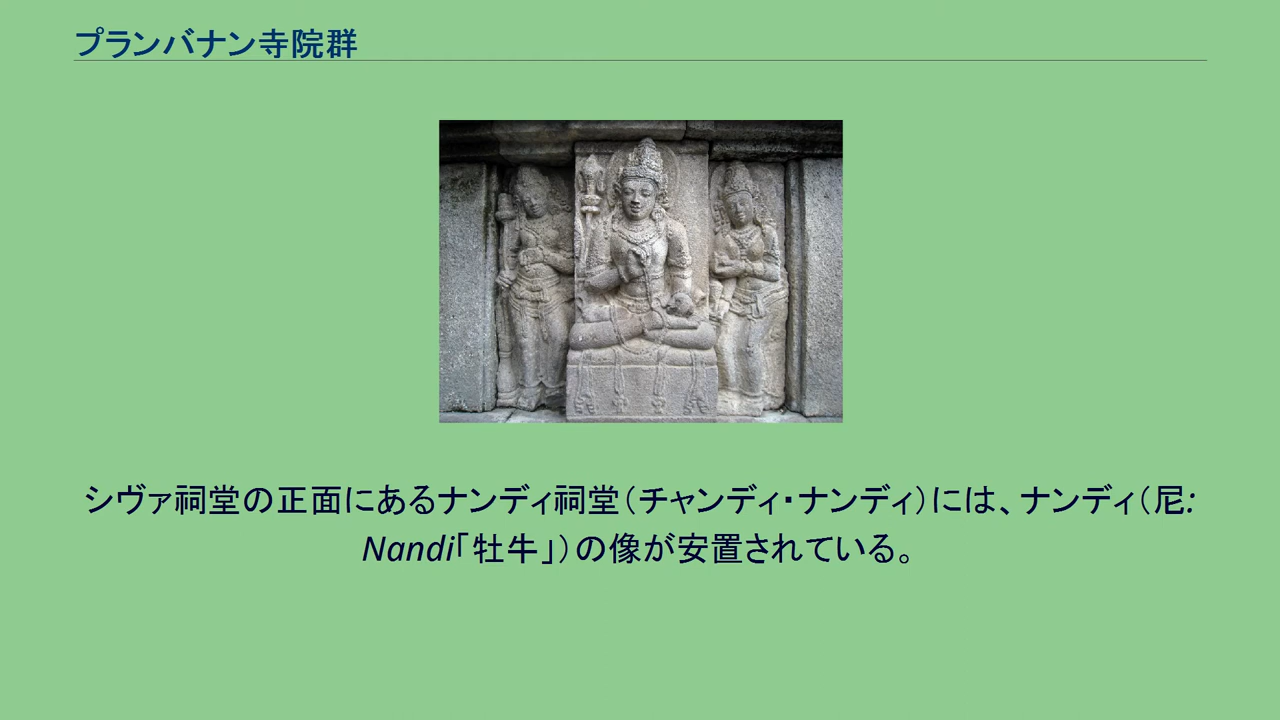 プランバナン寺院群
シヴァ祠堂の正面にあるナンディ祠堂（チャンディ・ナンディ）には、ナンディ（尼:
Nandi「牡牛」）の像が安置されている。